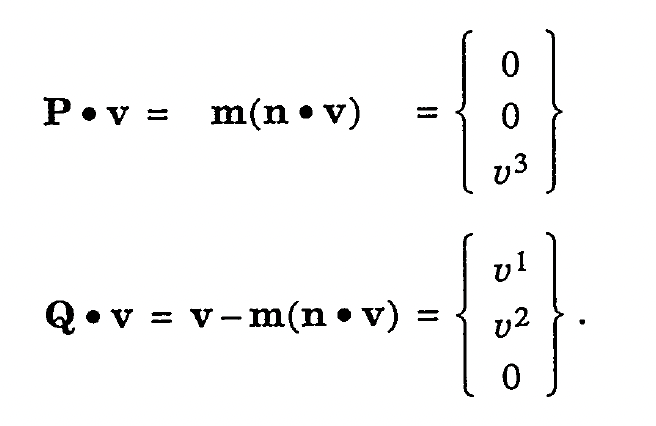 P • v = m(n • v) = { 0 0 v³ }
Q • v = v − m(n • v) = { v¹ v² 0 } .